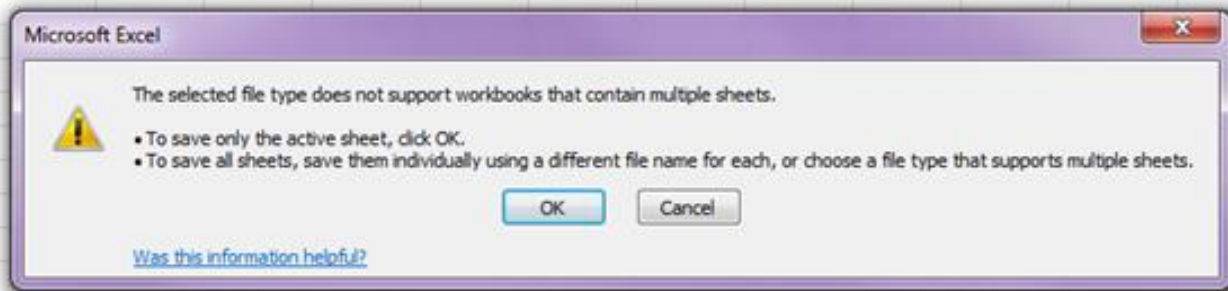 Microsoft Excel
The selected file type does not support workbooks that contain multiple sheets.
• To save only the active sheet, click OK.
• To save all sheets, save them individually using a different file name for each, or choose a file type that supports multiple sheets.
OK Cancel
Was this information helpful?